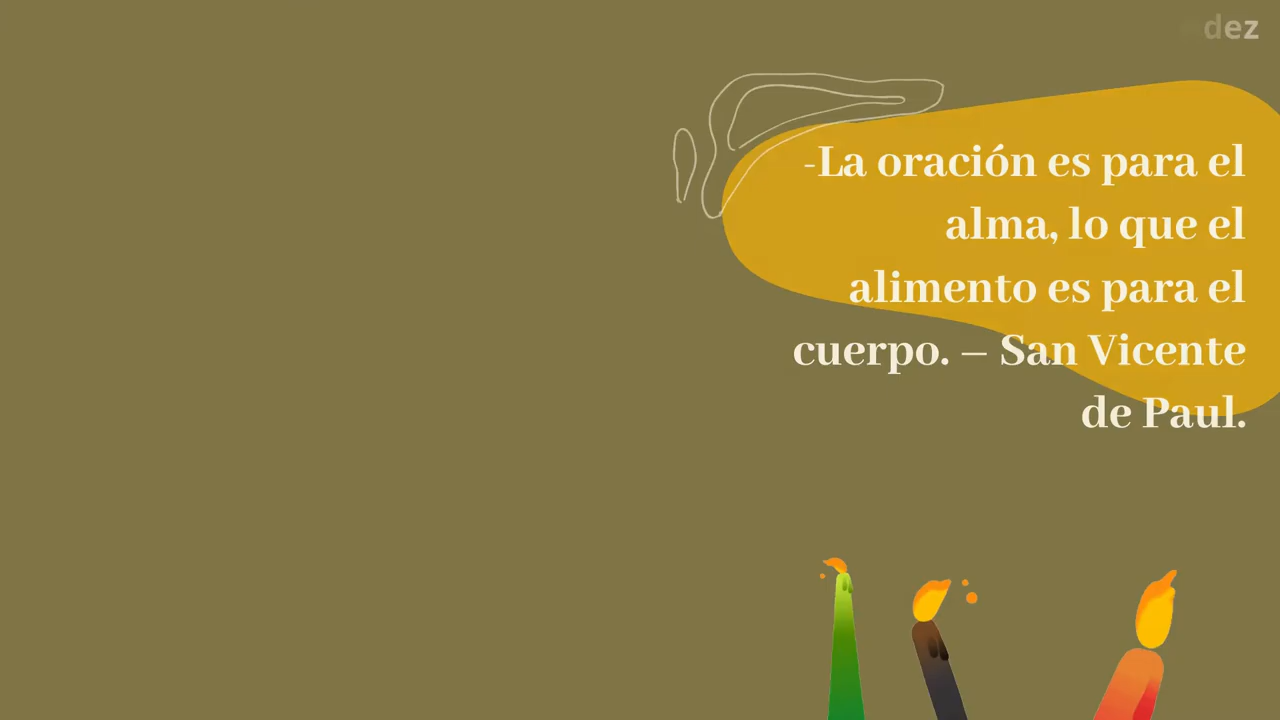 dez
-La oración es para el
alma, lo que el
alimento es para el
cuerpo. – San Vicente
de Paul.